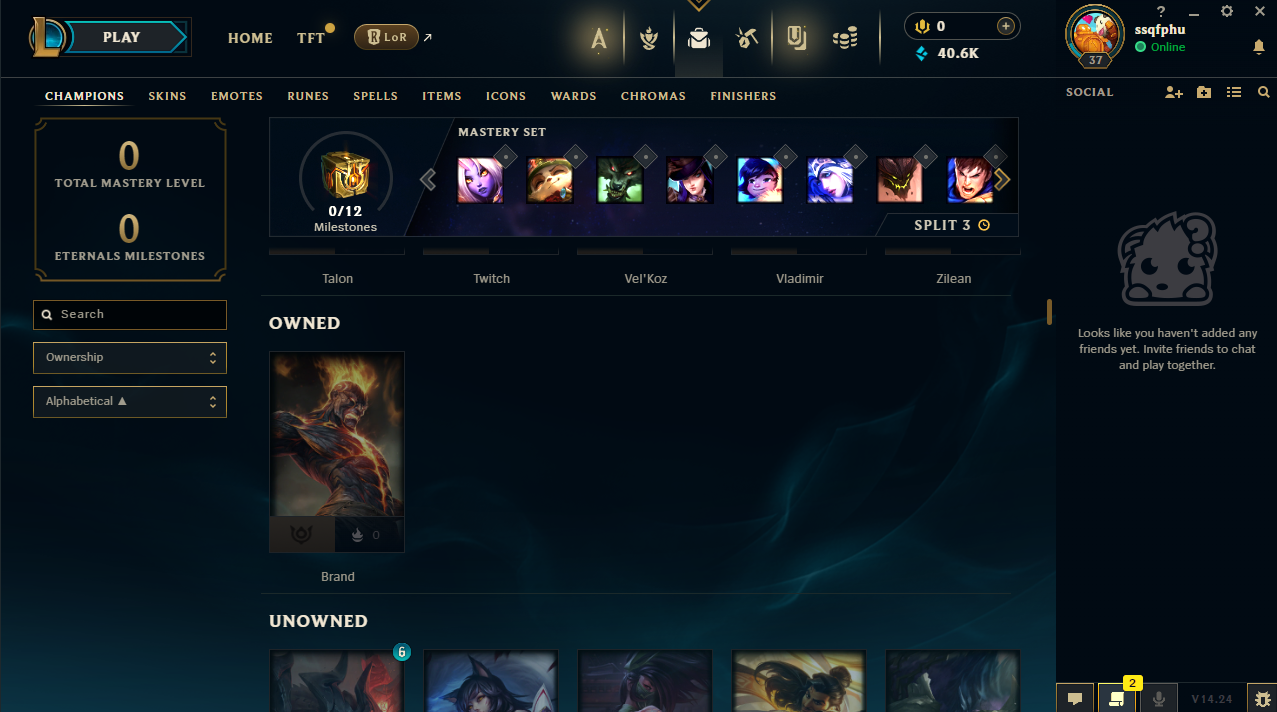 PLAY
HOME
TFT
LoR
0
40.6K
?
ssqfphu
Online
37
CHAMPIONS
SKINS
EMOTES
RUNES
SPELLS
ITEMS
ICONS
WARDS
CHROMAS
FINISHERS
SOCIAL
0
TOTAL MASTERY LEVEL
0
ETERNALS MILESTONES
0/12
Milestones
MASTERY SET
SPLIT 3
Search
Ownership
Alphabetical ▲
Talon
Twitch
Vel'Koz
Vladimir
Zilean
OWNED
0
Brand
UNOWNED
6
Looks like you haven't added any
friends yet. Invite friends to chat
and play together.
2
V14.24